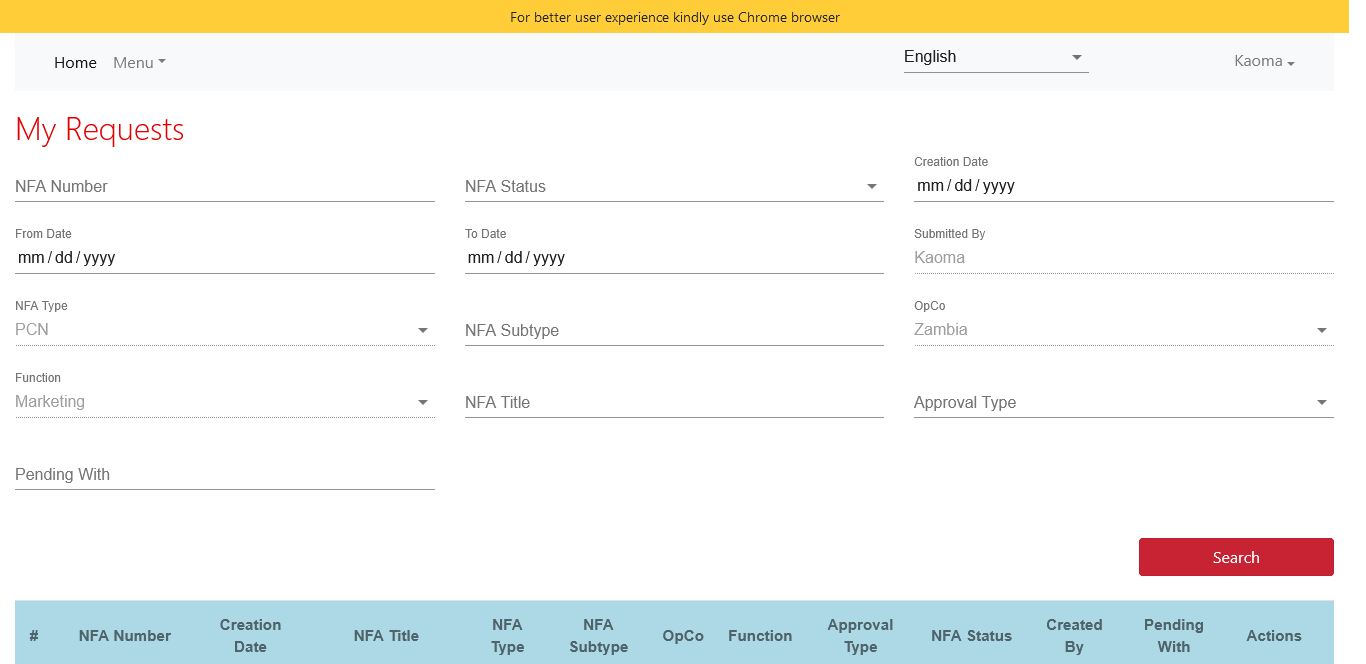 For better user experience kindly use Chrome browser
Home Menu English Kaoma
My Requests
Creation Date
NFA Number NFA Status mm/dd/yyyy
From Date To Date Submitted By
mm/dd/yyyy mm/dd/yyyy Kaoma
NFA Type OpCo
PCN NFA Subtype Zambia
Function
Marketing NFA Title Approval Type
Pending With
Search
# NFA Number Creation Date NFA Title NFA Type NFA Subtype OpCo Function Approval Type NFA Status Created By Pending With Actions